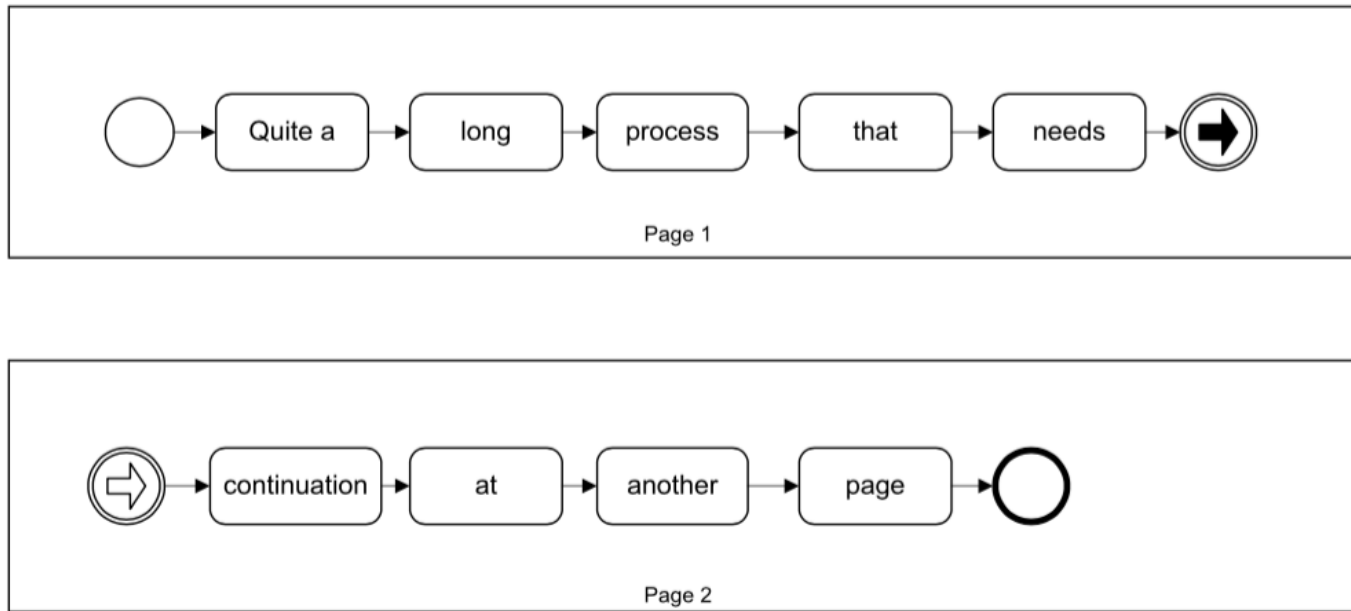 Quite a long process that needs
Page 1
continuation at another page
Page 2